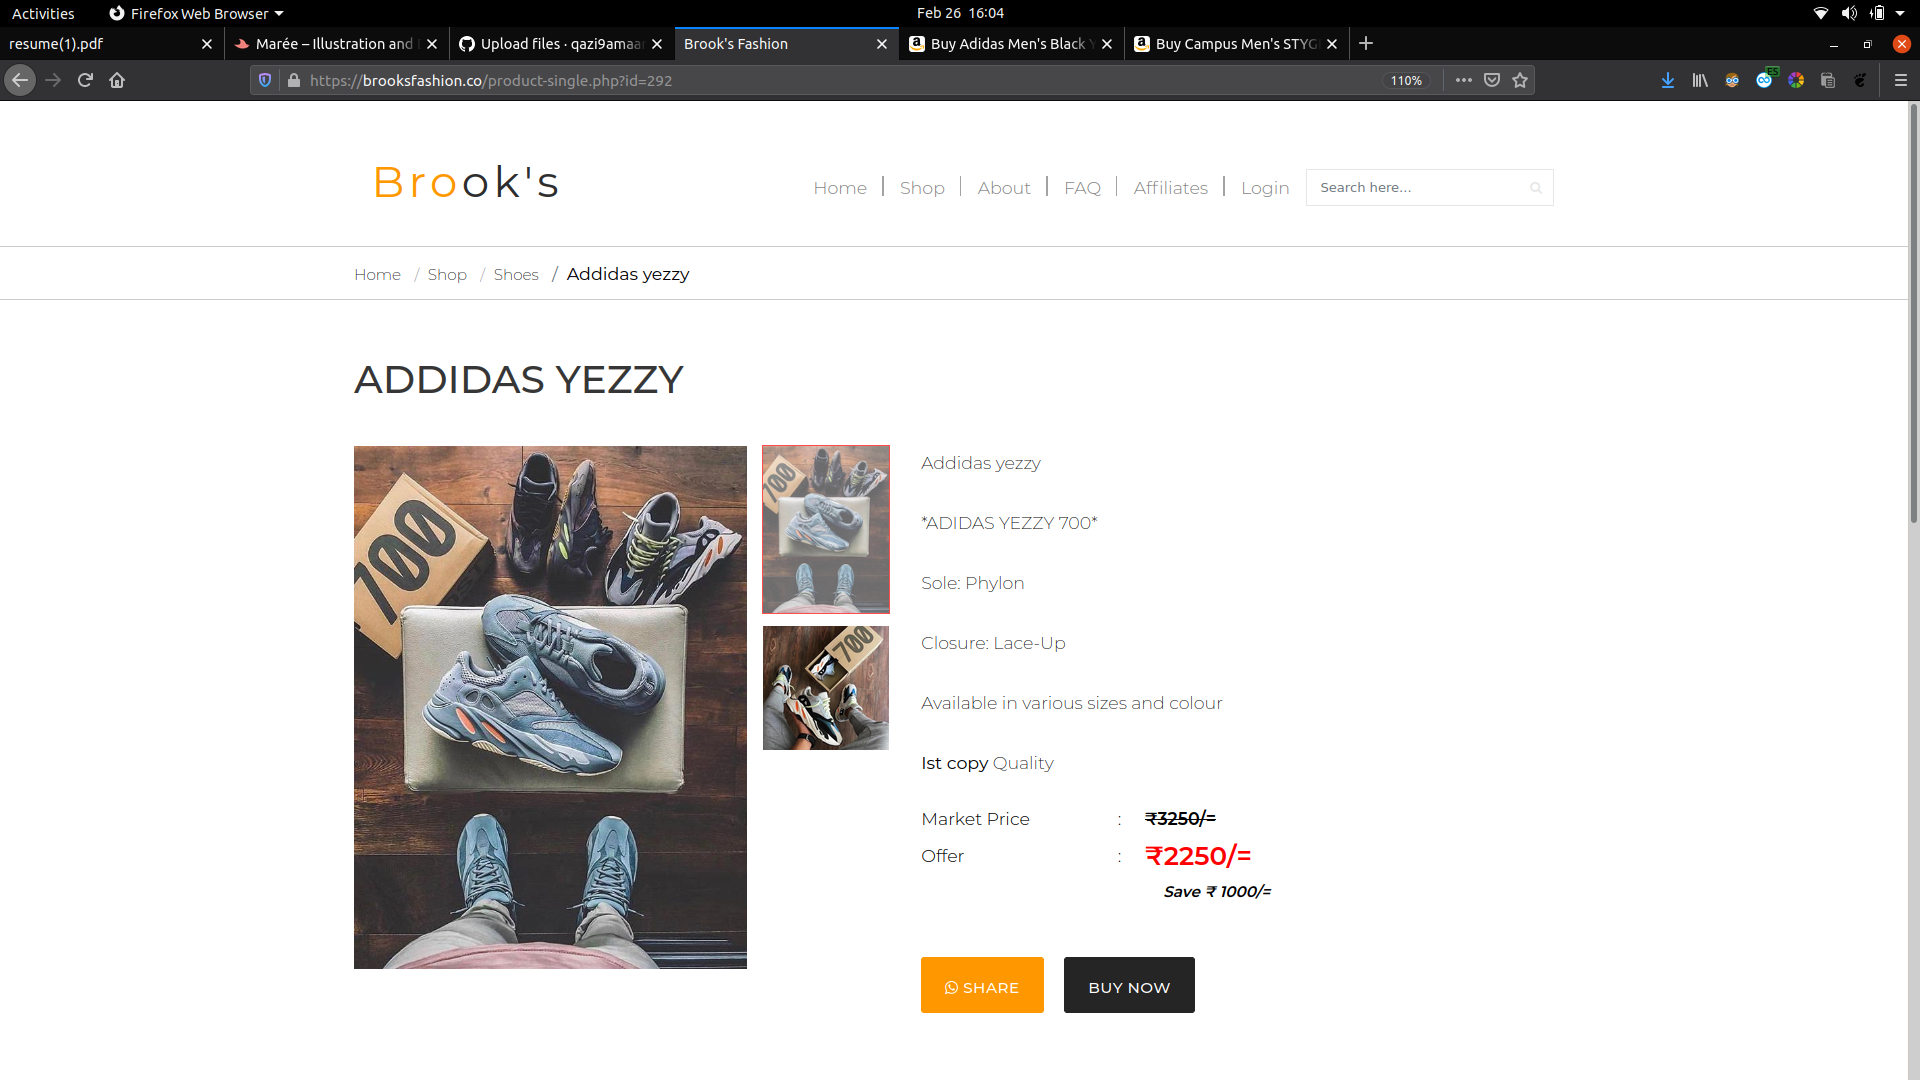 Activities Firefox Web Browser Feb 26 16:04
resume(1).pdf Marée – Illustration and Upload files · qazi9amaan Brook's Fashion Buy Adidas Men's Black Y Buy Campus Men's STYG
https://brooksfashion.co/product-single.php?id=292 110% ES
Brook's
Home Shop About FAQ Affiliates Login Search here...
Home / Shop / Shoes / Addidas yezzy
ADDIDAS YEZZY
700
700
700
Addidas yezzy
*ADIDAS YEZZY 700*
Sole: Phylon
Closure: Lace-Up
Available in various sizes and colour
Ist copy Quality
Market Price : ₹3250/=
Offer : ₹2250/=
Save ₹ 1000/=
SHARE BUY NOW